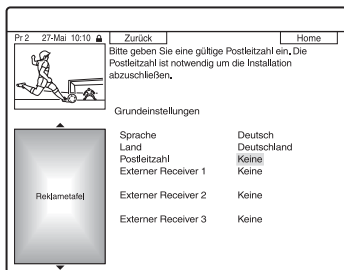 Pr 2 27-Mai 10:10 Zurück Home
Bitte geben Sie eine gültige Postleitzahl ein. Die
Postleitzahl ist notwendig um die Installation
abzuschließen.
Grundeinstellungen
Sprache Deutsch
Land Deutschland
Postleitzahl Keine
Externer Receiver 1 Keine
Externer Receiver 2 Keine
Externer Receiver 3 Keine
Reklametafel